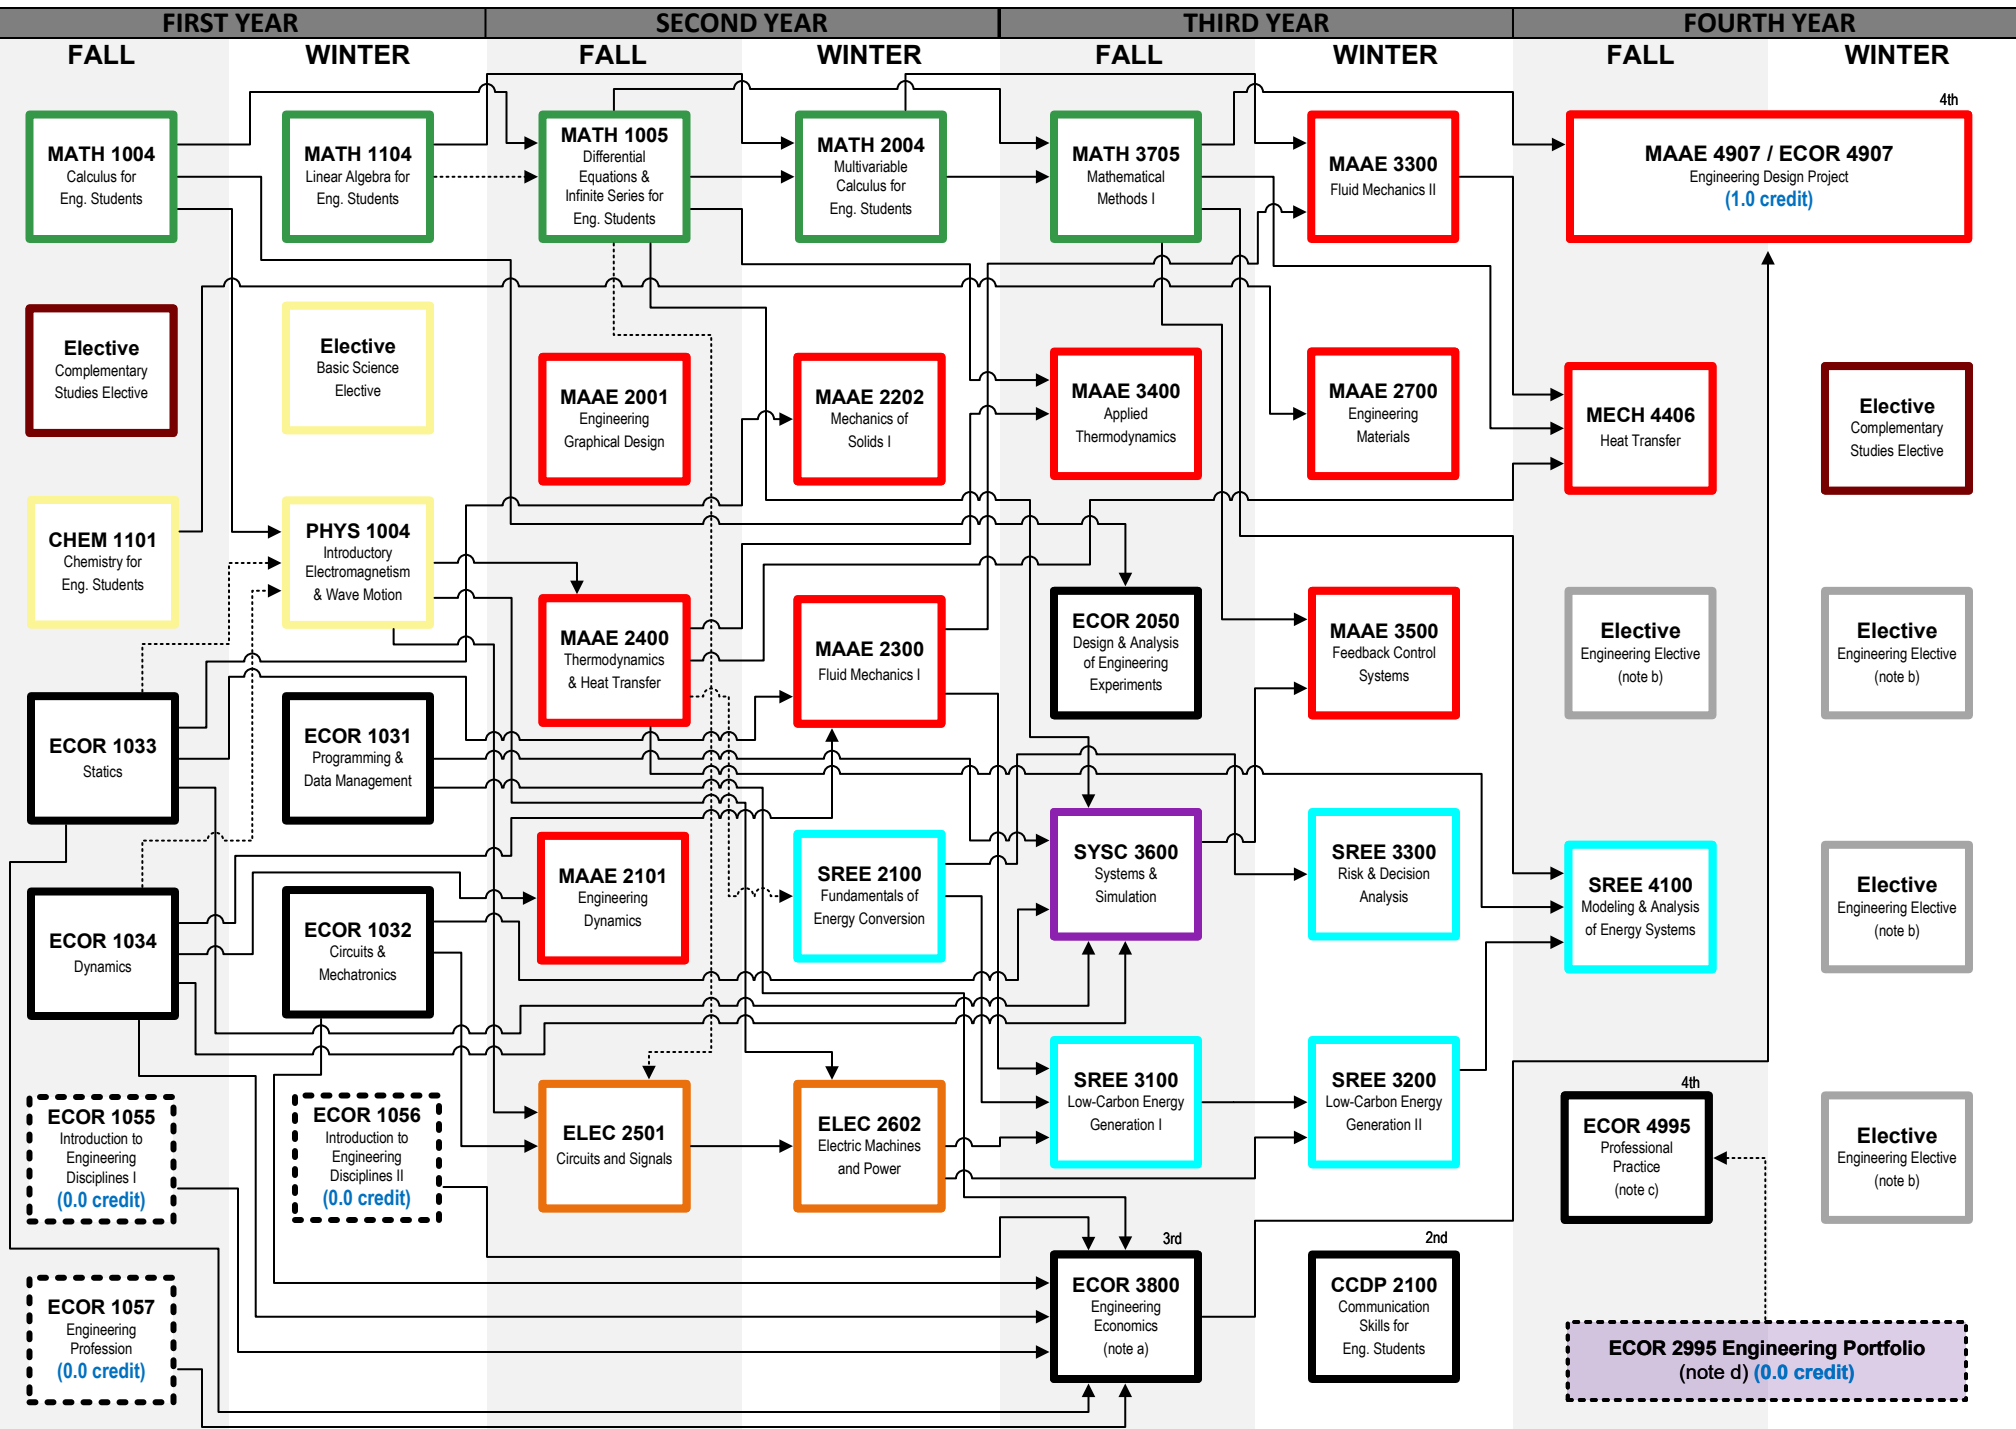 FIRST YEAR
SECOND YEAR
THIRD YEAR
FOURTH YEAR
FALL
WINTER
FALL
WINTER
FALL
WINTER
FALL
WINTER
MATH 1004
Calculus for
Eng. Students
MATH 1104
Linear Algebra for
Eng. Students
MATH 1005
Differential
Equations &
Infinite Series for
Eng. Students
MATH 2004
Multivariable
Calculus for
Eng. Students
MATH 3705
Mathematical
Methods I
MAAE 3300
Fluid Mechanics II
4th
MAAE 4907 / ECOR 4907
Engineering Design Project
(1.0 credit)
Elective
Complementary
Studies Elective
Elective
Basic Science
Elective
MAAE 2001
Engineering
Graphical Design
MAAE 2202
Mechanics of
Solids I
MAAE 3400
Applied
Thermodynamics
MAAE 2700
Engineering
Materials
MECH 4406
Heat Transfer
Elective
Complementary
Studies Elective
CHEM 1101
Chemistry for
Eng. Students
PHYS 1004
Introductory
Electromagnetism
& Wave Motion
MAAE 2400
Thermodynamics
& Heat Transfer
MAAE 2300
Fluid Mechanics I
ECOR 2050
Design & Analysis
of Engineering
Experiments
MAAE 3500
Feedback Control
Systems
Elective
Engineering Elective
(note b)
Elective
Engineering Elective
(note b)
ECOR 1033
Statics
ECOR 1031
Programming &
Data Management
MAAE 2101
Engineering
Dynamics
SREE 2100
Fundamentals of
Energy Conversion
SYSC 3600
Systems &
Simulation
SREE 3300
Risk & Decision
Analysis
SREE 4100
Modeling & Analysis
of Energy Systems
Elective
Engineering Elective
(note b)
ECOR 1034
Dynamics
ECOR 1032
Circuits &
Mechatronics
ECOR 1055
Introduction to
Engineering
Disciplines I
(0.0 credit)
ECOR 1056
Introduction to
Engineering
Disciplines II
(0.0 credit)
ELEC 2501
Circuits and Signals
ELEC 2602
Electric Machines
and Power
SREE 3100
Low-Carbon Energy
Generation I
SREE 3200
Low-Carbon Energy
Generation II
4th
ECOR 4995
Professional
Practice
(note c)
Elective
Engineering Elective
(note b)
ECOR 1057
Engineering
Profession
(0.0 credit)
3rd
ECOR 3800
Engineering
Economics
(note a)
2nd
CCDP 2100
Communication
Skills for
Eng. Students
ECOR 2995 Engineering Portfolio
(note d) (0.0 credit)